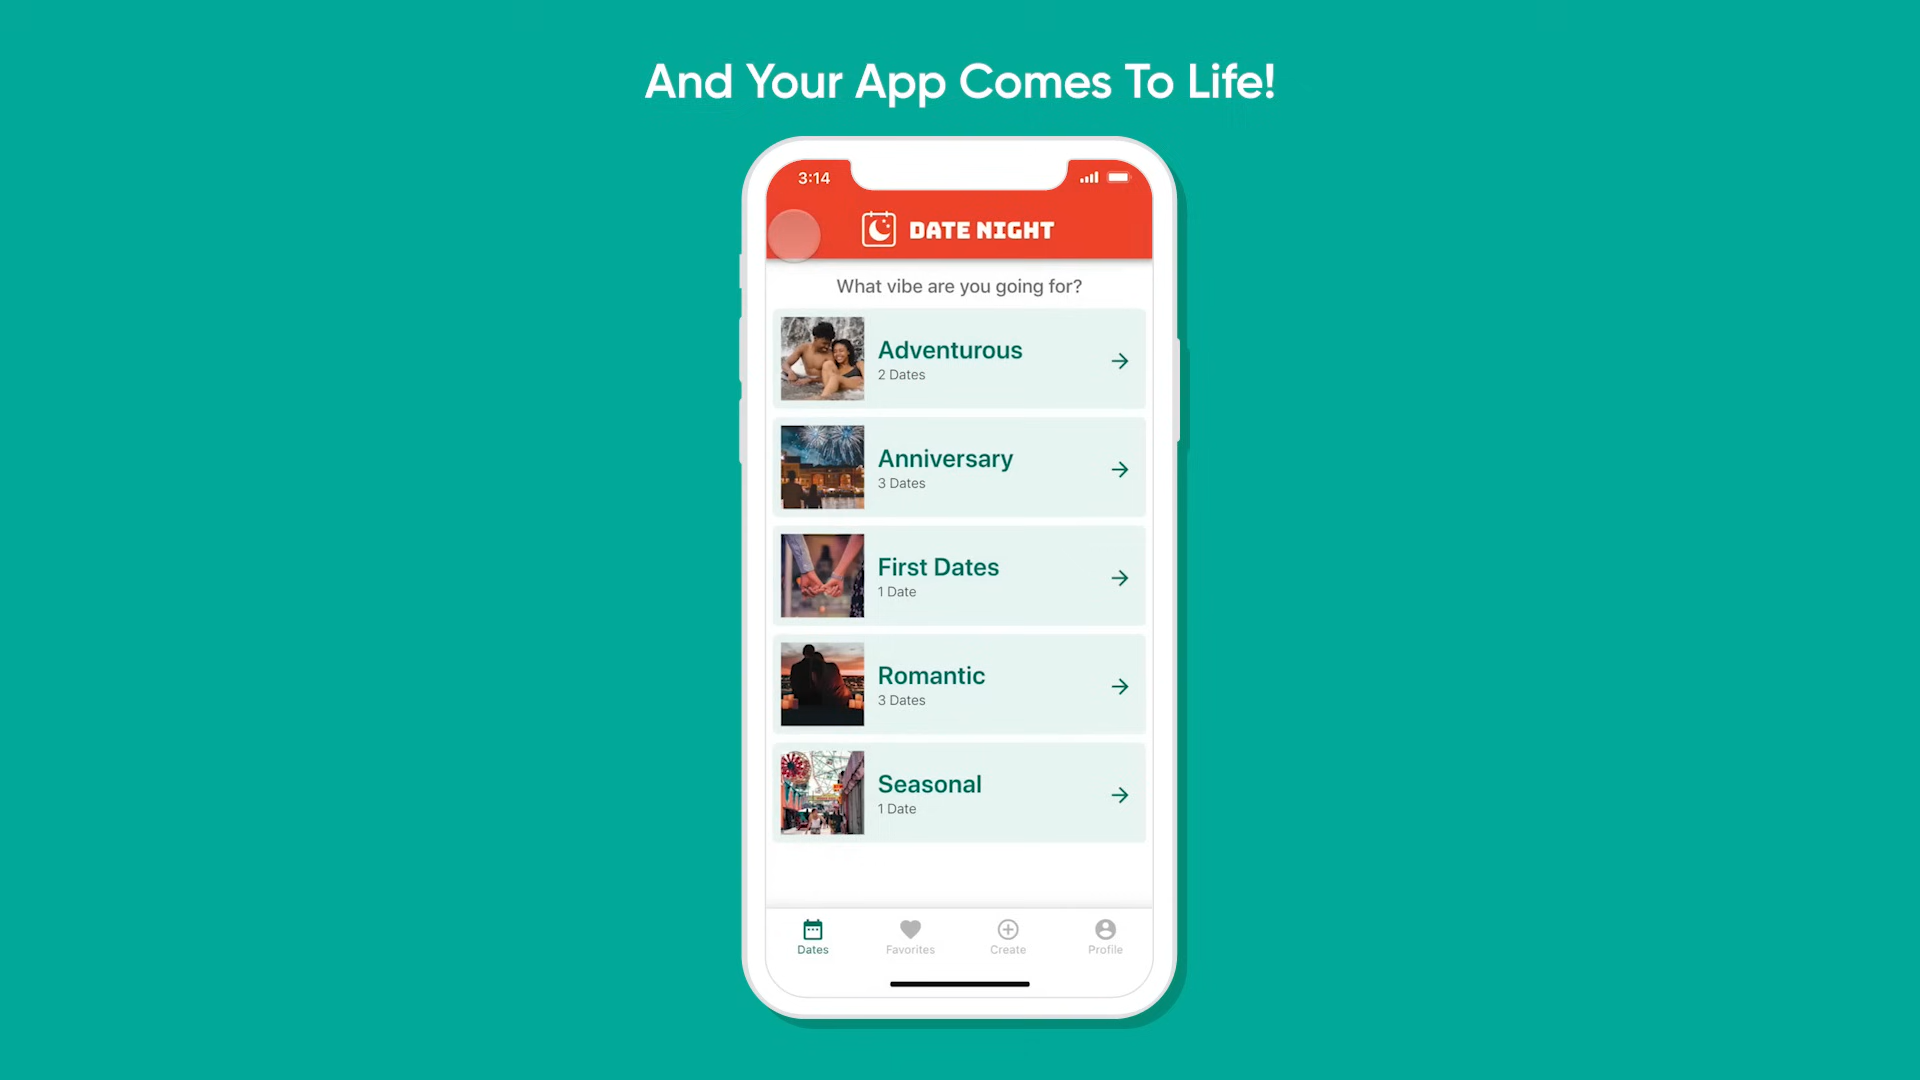 And Your App Comes To Life!
3:14
DATE NIGHT
What vibe are you going for?
Adventurous
2 Dates
Anniversary
3 Dates
First Dates
1 Date
Romantic
3 Dates
Seasonal
1 Date
Dates
Favorites
Create
Profile